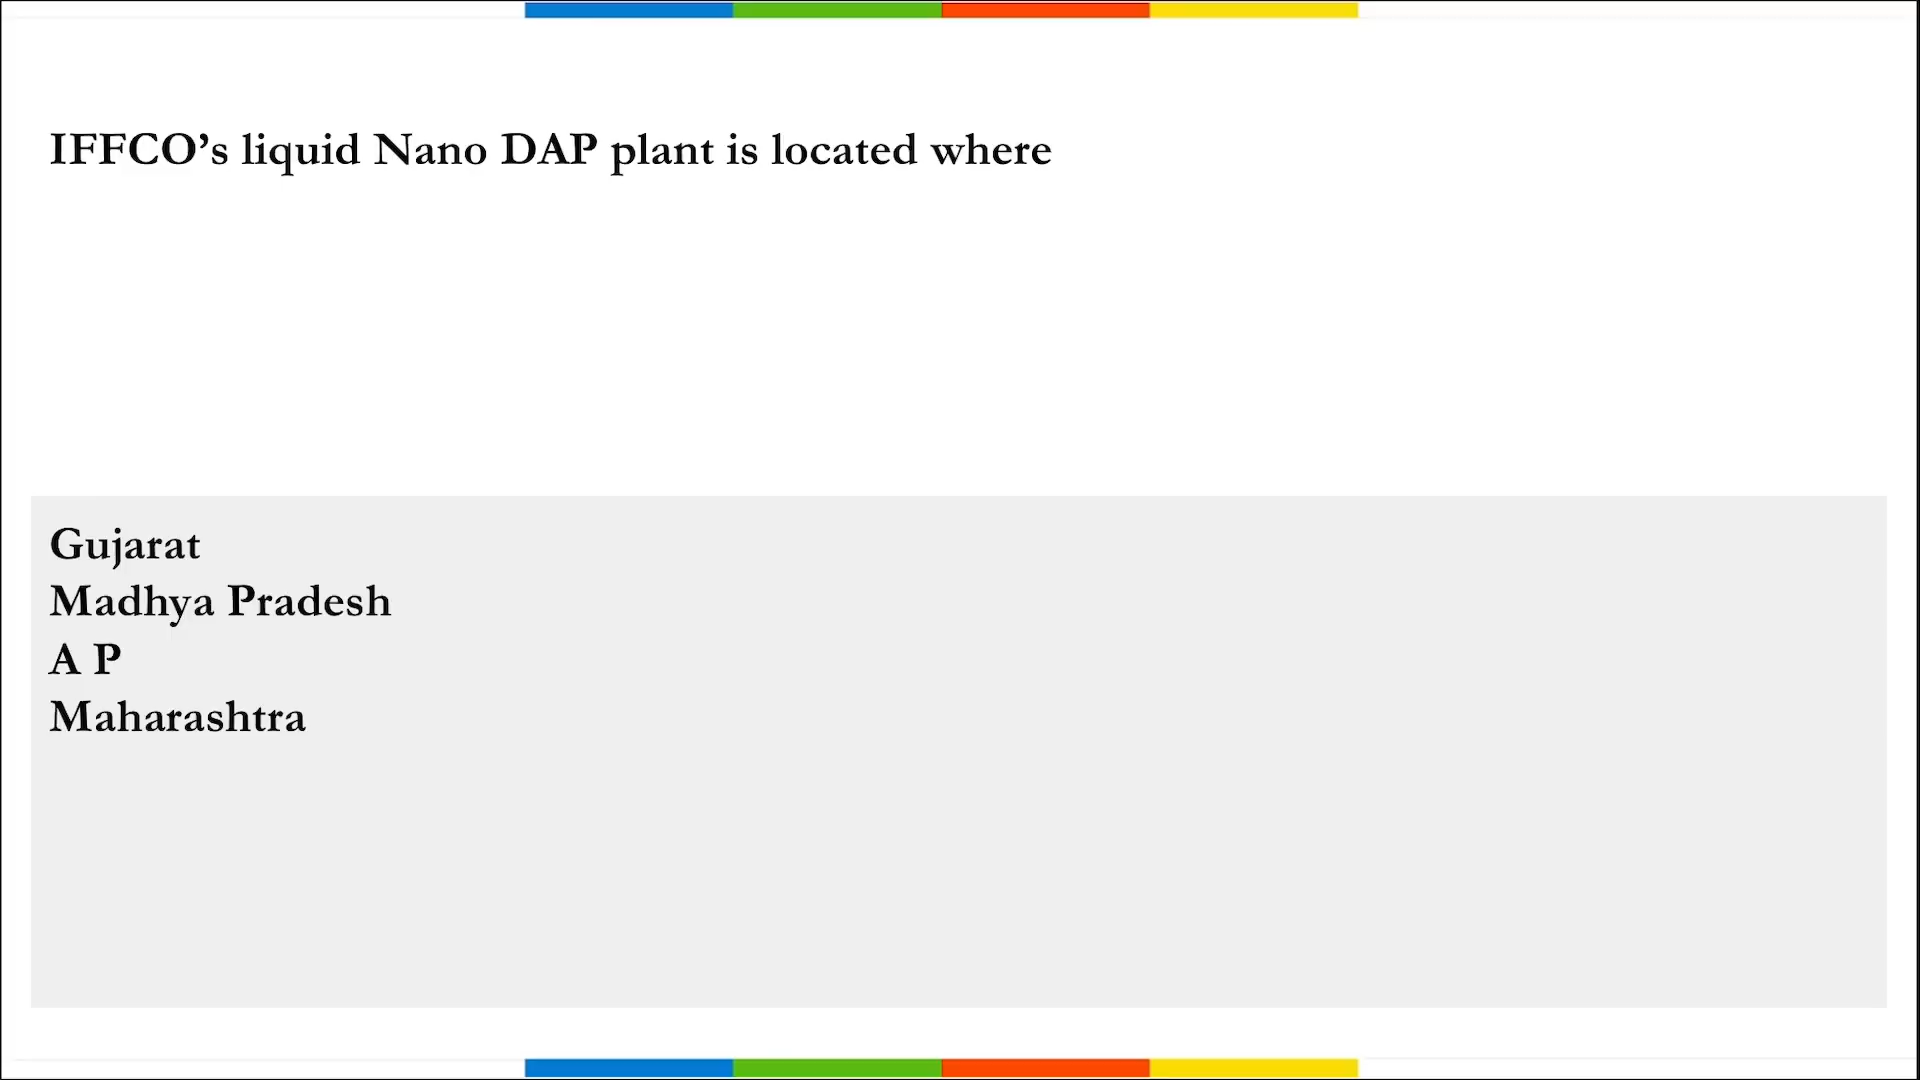 IFFCO’s liquid Nano DAP plant is located where
Gujarat
Madhya Pradesh
A P
Maharashtra